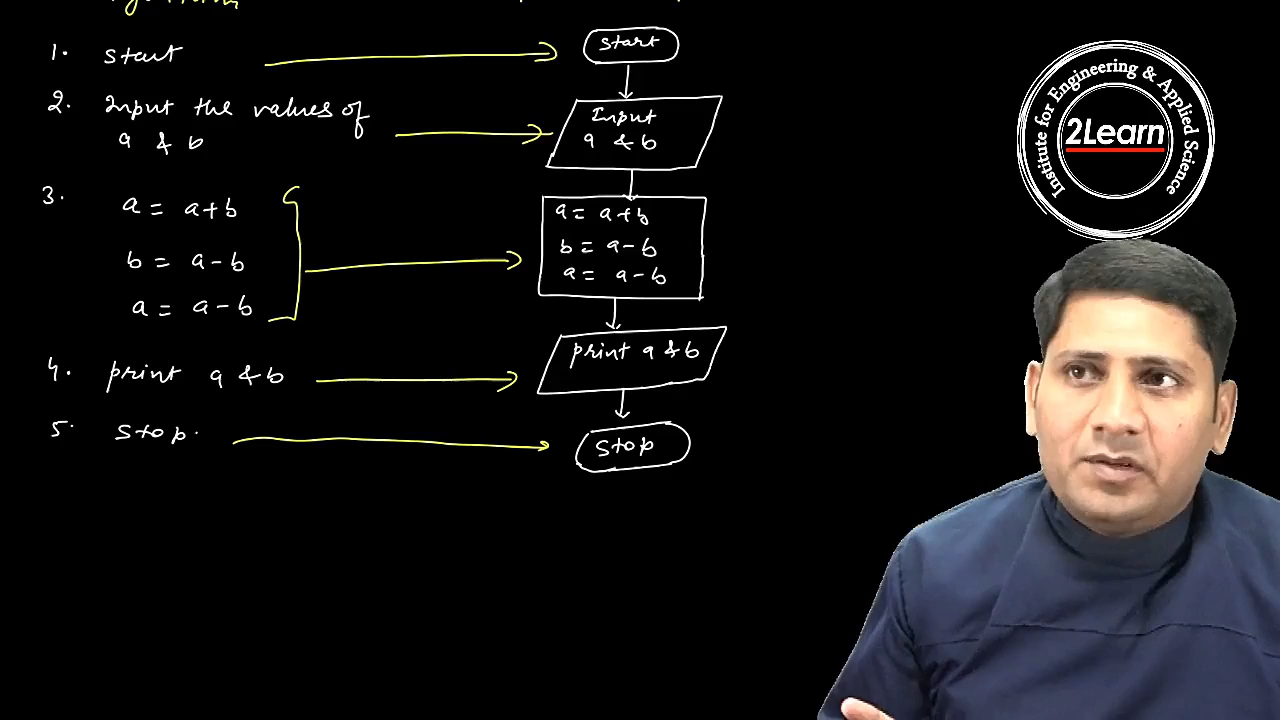 1. Start
2. Input the values of
a & b
3.
a = a+b
b = a-b
a = a-b
4. print a & b
5. Stop.
Start
Input
a & b
a = a+b
b = a-b
a = a-b
print a & b
Stop
Institute for Engineering & Applied Science
2Learn